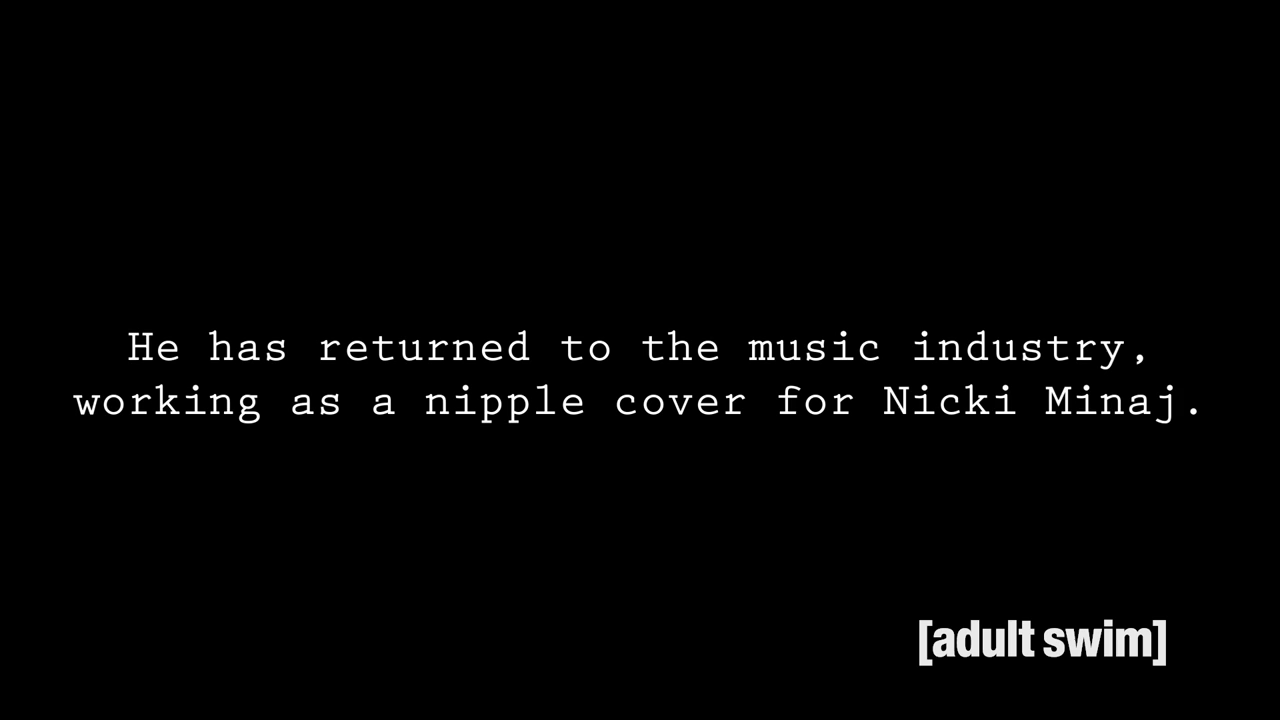 He has returned to the music industry,
working as a nipple cover for Nicki Minaj.
[adult swim]